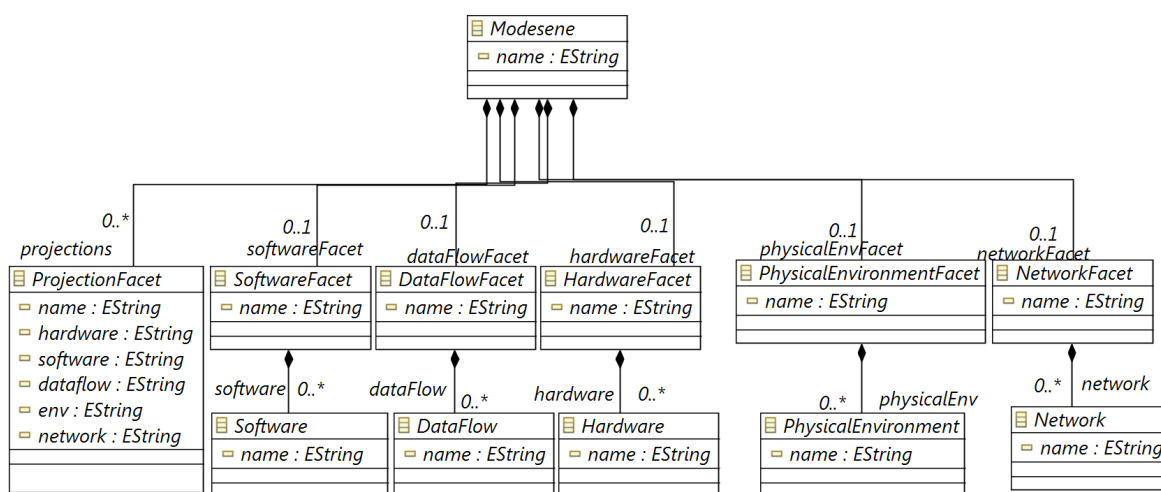 Modesene
name : EString
0..*
0..1
0..1
0..1
0..1
0..1
projections
softwareFacet
dataFlowFacet
hardwareFacet
physicalEnvFacet
networkFacet
ProjectionFacet
name : EString
hardware : EString
software : EString
dataflow : EString
env : EString
network : EString
SoftwareFacet
name : EString
DataFlowFacet
name : EString
HardwareFacet
name : EString
PhysicalEnvironmentFacet
name : EString
NetworkFacet
name : EString
software
0..*
dataFlow
0..*
hardware
0..*
0..*
physicalEnv
0..*
network
Software
name : EString
DataFlow
name : EString
Hardware
name : EString
PhysicalEnvironment
name : EString
Network
name : EString